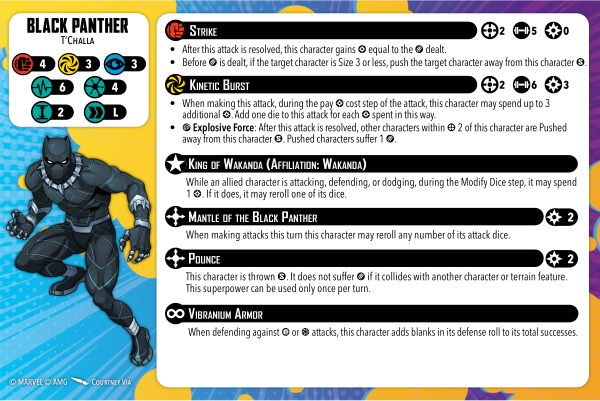 BLACK PANTHER
T'CHALLA
4 3 3
6 4
2 L
STRIKE 2 5 0
• After this attack is resolved, this character gains equal to the dealt.
• Before is dealt, if the target character is Size 3 or less, push the target character away from this character S.
KINETIC BURST 2 6 3
• When making this attack, during the pay cost step of the attack, this character may spend up to 3
additional . Add one die to this attack for each spent in this way.
• Explosive Force: After this attack is resolved, other characters within 2 of this character are Pushed
away from this character S. Pushed characters suffer 1 .
KING OF WAKANDA (AFFILIATION: WAKANDA)
While an allied character is attacking, defending, or dodging, during the Modify Dice step, it may spend
1 . If it does, it may reroll one of its dice.
MANTLE OF THE BLACK PANTHER 2
When making attacks this turn this character may reroll any number of its attack dice.
POUNCE 2
This character is thrown S. It does not suffer if it collides with another character or terrain feature.
This superpower can be used only once per turn.
VIBRANIUM ARMOR
When defending against or attacks, this character adds blanks in its defense roll to its total successes.
© MARVEL © AMG COURTNEY VIA